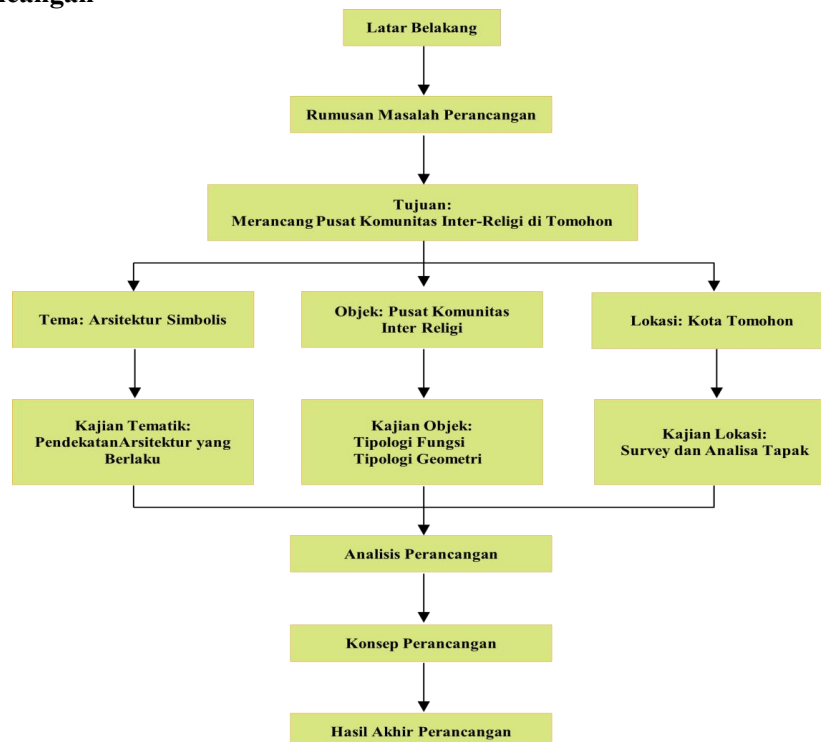 Latar Belakang
Rumusan Masalah Perancangan
Tujuan:
Merancang Pusat Komunitas Inter-Religi di Tomohon
Tema: Arsitektur Simbolis
Objek: Pusat Komunitas
Inter Religi
Lokasi: Kota Tomohon
Kajian Tematik:
PendekatanArsitektur yang
Berlaku
Kajian Objek:
Tipologi Fungsi
Tipologi Geometri
Kajian Lokasi:
Survey dan Analisa Tapak
Analisis Perancangan
Konsep Perancangan
Hasil Akhir Perancangan